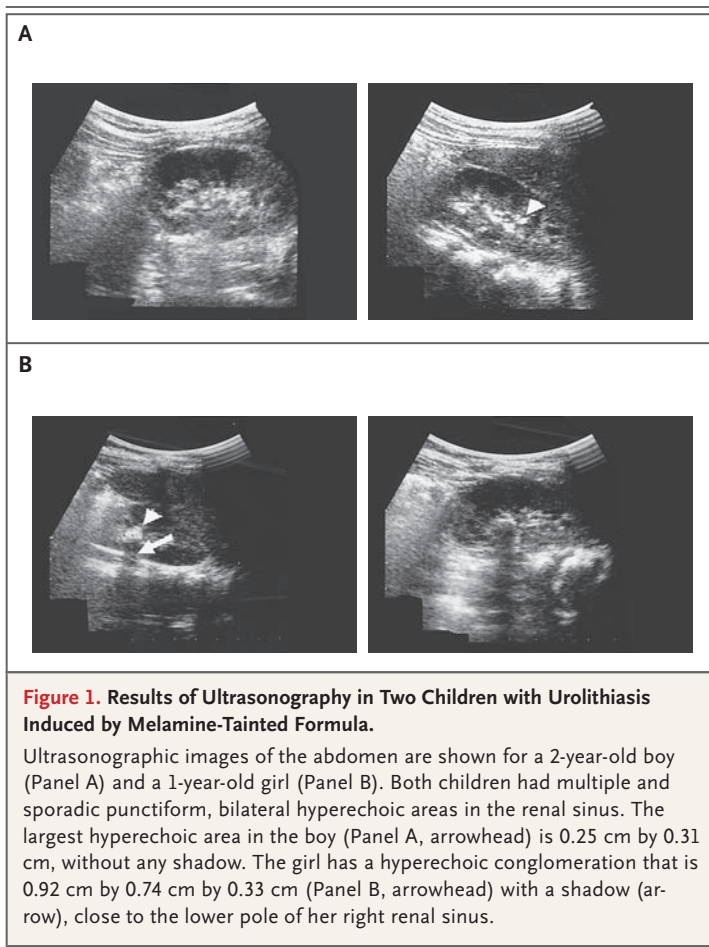 A
B
Figure 1. Results of Ultrasonography in Two Children with Urolithiasis
Induced by Melamine-Tainted Formula.
Ultrasonographic images of the abdomen are shown for a 2-year-old boy
(Panel A) and a 1-year-old girl (Panel B). Both children had multiple and
sporadic punctiform, bilateral hyperechoic areas in the renal sinus. The
largest hyperechoic area in the boy (Panel A, arrowhead) is 0.25 cm by 0.31
cm, without any shadow. The girl has a hyperechoic conglomeration that is
0.92 cm by 0.74 cm by 0.33 cm (Panel B, arrowhead) with a shadow (ar-
row), close to the lower pole of her right renal sinus.